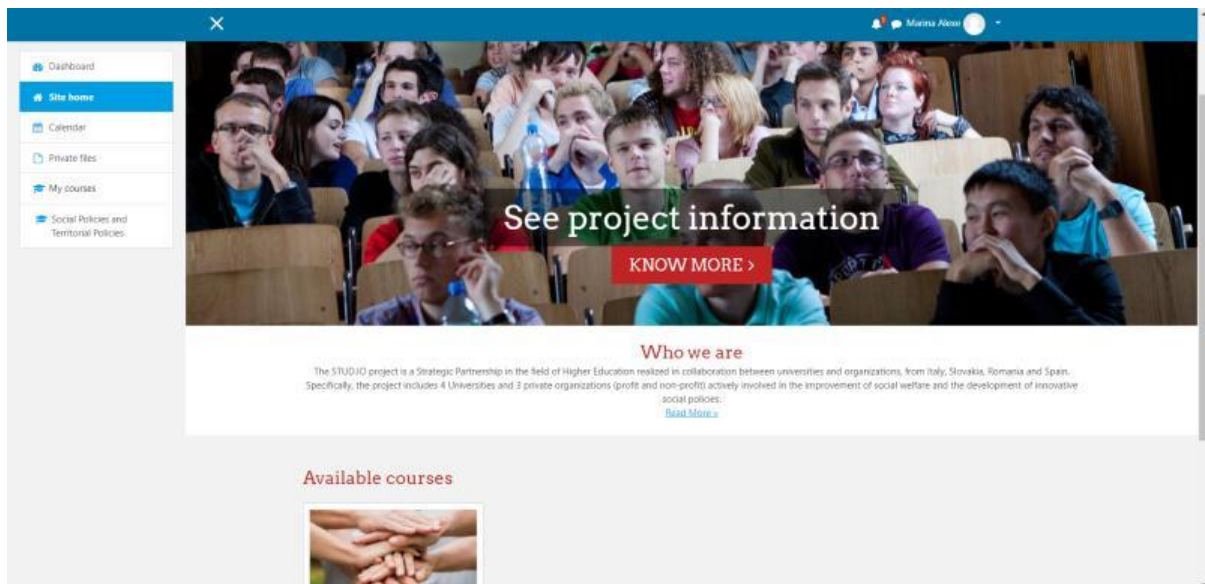 Marina Alexe
Dashboard
Site home
Calendar
Private files
My courses
Social Policies and
Territorial Policies
See project information
KNOW MORE >
Who we are
The STUD.IO project is a Strategic Partnership in the field of Higher Education realized in collaboration between universities and organizations, from Italy, Slovakia, Romania and Spain.
Specifically, the project includes 4 Universities and 3 private organizations (profit and non-profit) actively involved in the improvement of social welfare and the development of innovative
social policies.
Read More »
Available courses